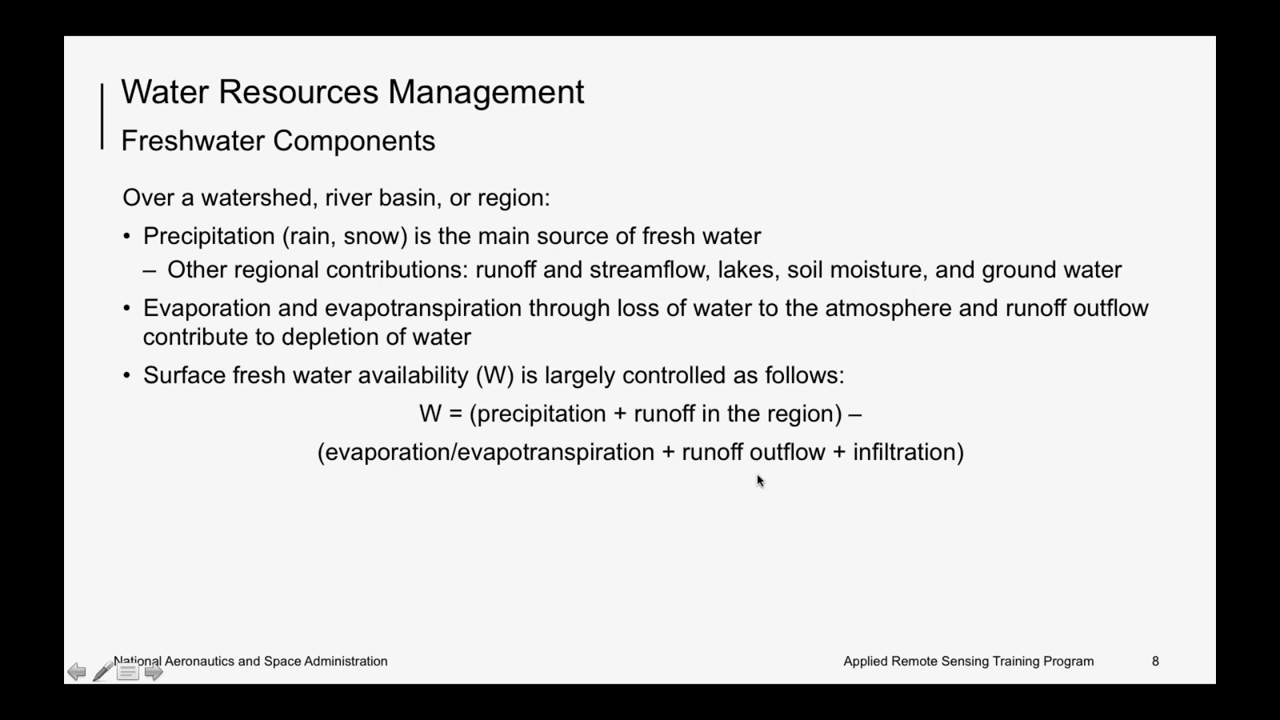 Water Resources Management
Freshwater Components
Over a watershed, river basin, or region:
• Precipitation (rain, snow) is the main source of fresh water
– Other regional contributions: runoff and streamflow, lakes, soil moisture, and ground water
• Evaporation and evapotranspiration through loss of water to the atmosphere and runoff outflow
contribute to depletion of water
• Surface fresh water availability (W) is largely controlled as follows:
W = (precipitation + runoff in the region) –
(evaporation/evapotranspiration + runoff outflow + infiltration)
National Aeronautics and Space Administration
Applied Remote Sensing Training Program
8